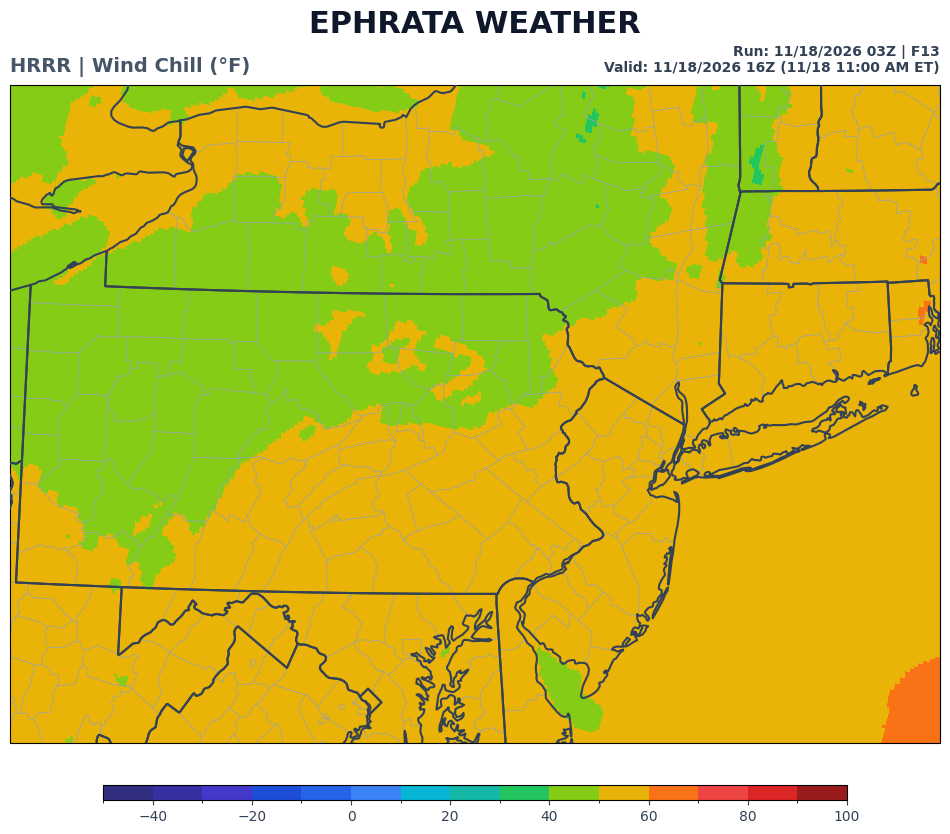 EPHRATA WEATHER
HRRR | Wind Chill (°F)
Run: 11/18/2026 03Z | F13
Valid: 11/18/2026 16Z (11/18 11:00 AM ET)
−40 −20 0 20 40 60 80 100